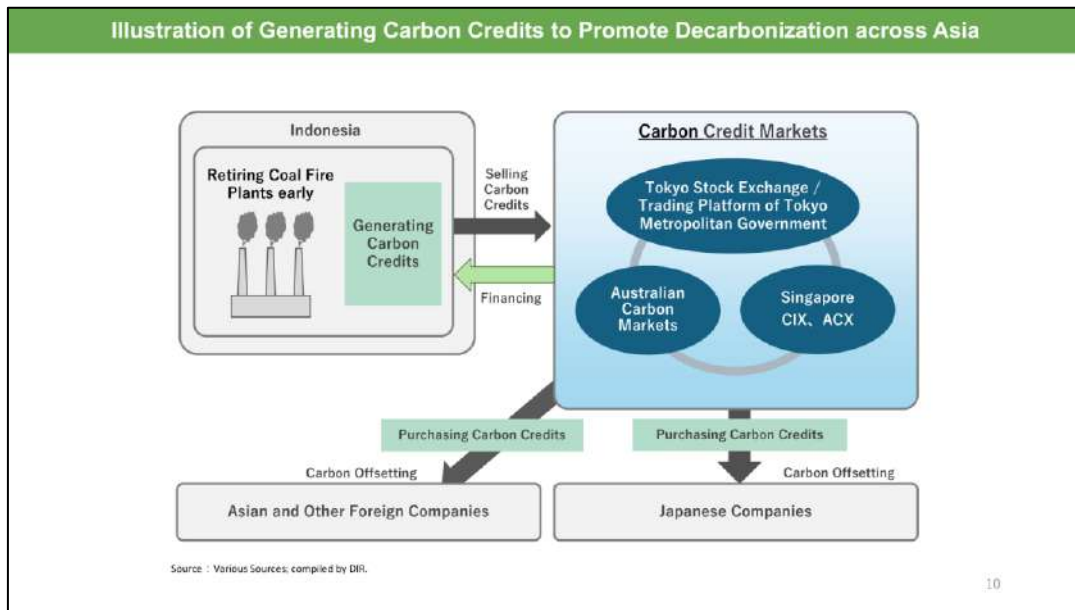 Illustration of Generating Carbon Credits to Promote Decarbonization across Asia
Indonesia
Retiring Coal Fire
Plants early
Generating
Carbon
Credits
Selling
Carbon
Credits
Financing
Carbon Credit Markets
Tokyo Stock Exchange /
Trading Platform of Tokyo
Metropolitan Government
Australian
Carbon
Markets
Singapore
CIX、ACX
Purchasing Carbon Credits
Purchasing Carbon Credits
Carbon Offsetting
Carbon Offsetting
Asian and Other Foreign Companies
Japanese Companies
Source：Various Sources; compiled by DIR.
10